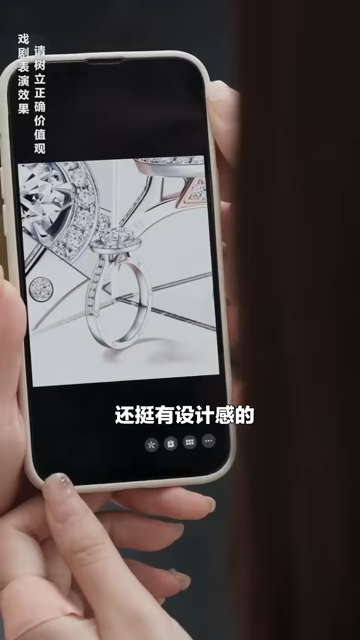 请树立正确价值观
戏剧表演效果
还挺有设计感的